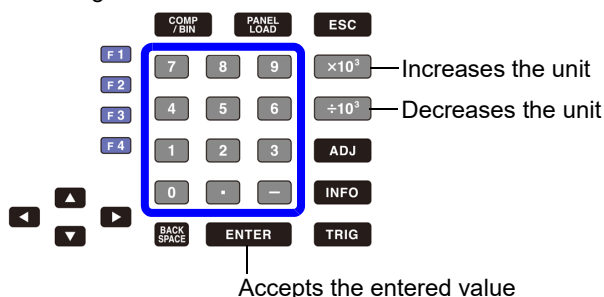 COMP /BIN PANEL LOAD ESC
F 1 7 8 9 ×10³ Increases the unit
F 2
F 3 4 5 6 ÷10³ Decreases the unit
F 4 1 2 3 ADJ
0 . − INFO
BACK SPACE ENTER TRIG
Accepts the entered value